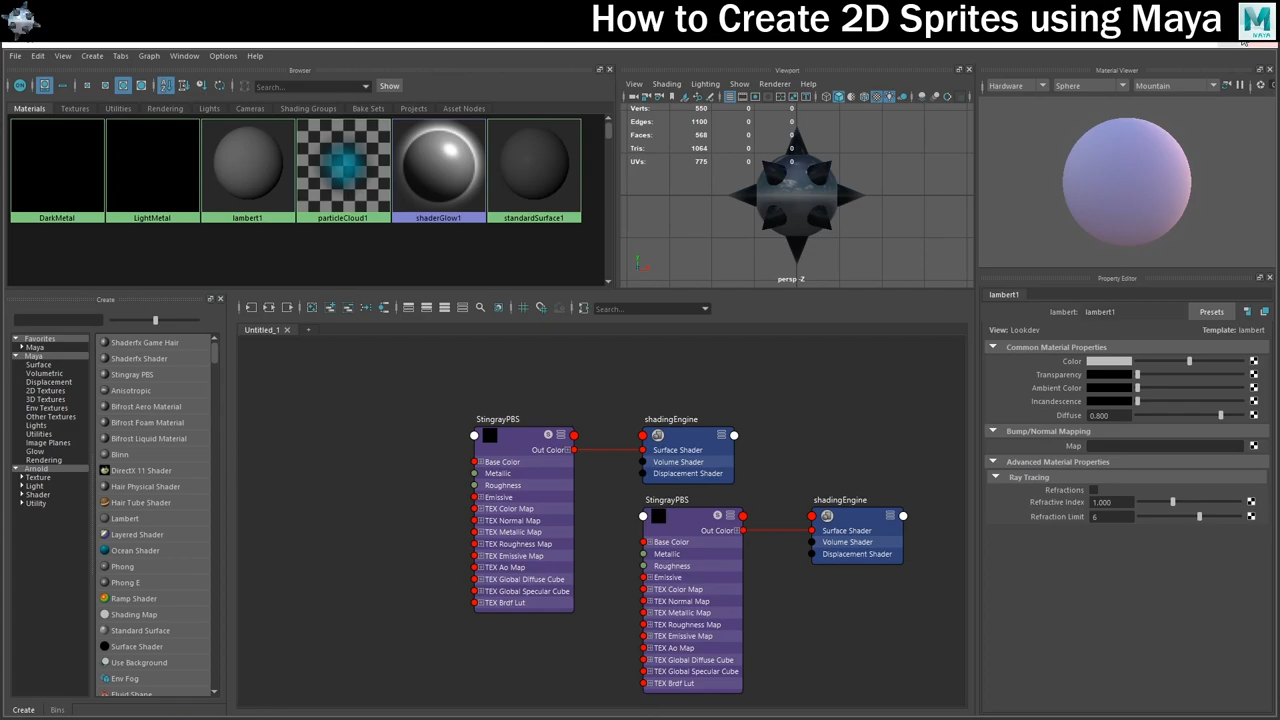 How to Create 2D Sprites using Maya
M
MAYA
File Edit View Create Tabs Graph Window Options Help
Browser
ON Search... Show
Materials Textures Utilities Rendering Lights Cameras Shading Groups Bake Sets Projects Asset Nodes
DarkMetal LightMetal lambert1 particleCloud1 shaderGlow1 standardSurface1
Viewport
View Shading Lighting Show Renderer Help
Verts: 550 0 0
Edges: 1100 0 0
Faces: 568 0 0
Tris: 1064 0 0
UVs: 775 0 0
persp -Z
Material Viewer
Hardware Sphere Mountain
Create
Favorites
Maya
Maya
Surface
Volumetric
Displacement
2D Textures
3D Textures
Env Textures
Other Textures
Lights
Utilities
Image Planes
Glow
Rendering
Arnold
Texture
Light
Shader
Utility
Shaderfx Game Hair
Shaderfx Shader
Stingray PBS
Anisotropic
Bifrost Aero Material
Bifrost Foam Material
Bifrost Liquid Material
Blinn
DirectX 11 Shader
Hair Physical Shader
Hair Tube Shader
Lambert
Layered Shader
Ocean Shader
Phong
Phong E
Ramp Shader
Shading Map
Standard Surface
Surface Shader
Use Background
Env Fog
Fluid Shape
Create Bins
Search...
Untitled_1 +
StingrayPBS
Out Color
Base Color
Metallic
Roughness
Emissive
TEX Color Map
TEX Normal Map
TEX Metallic Map
TEX Roughness Map
TEX Emissive Map
TEX Ao Map
TEX Global Diffuse Cube
TEX Global Specular Cube
TEX Brdf Lut
shadingEngine
Surface Shader
Volume Shader
Displacement Shader
StingrayPBS
Out Color
Base Color
Metallic
Roughness
Emissive
TEX Color Map
TEX Normal Map
TEX Metallic Map
TEX Roughness Map
TEX Emissive Map
TEX Ao Map
TEX Global Diffuse Cube
TEX Global Specular Cube
TEX Brdf Lut
shadingEngine
Surface Shader
Volume Shader
Displacement Shader
Property Editor
lambert1
lambert: lambert1 Presets
View: Lookdev Template: lambert
Common Material Properties
Color
Transparency
Ambient Color
Incandescence
Diffuse 0.800
Bump/Normal Mapping
Map
Advanced Material Properties
Ray Tracing
Refractions
Refractive Index 1.000
Refraction Limit 6